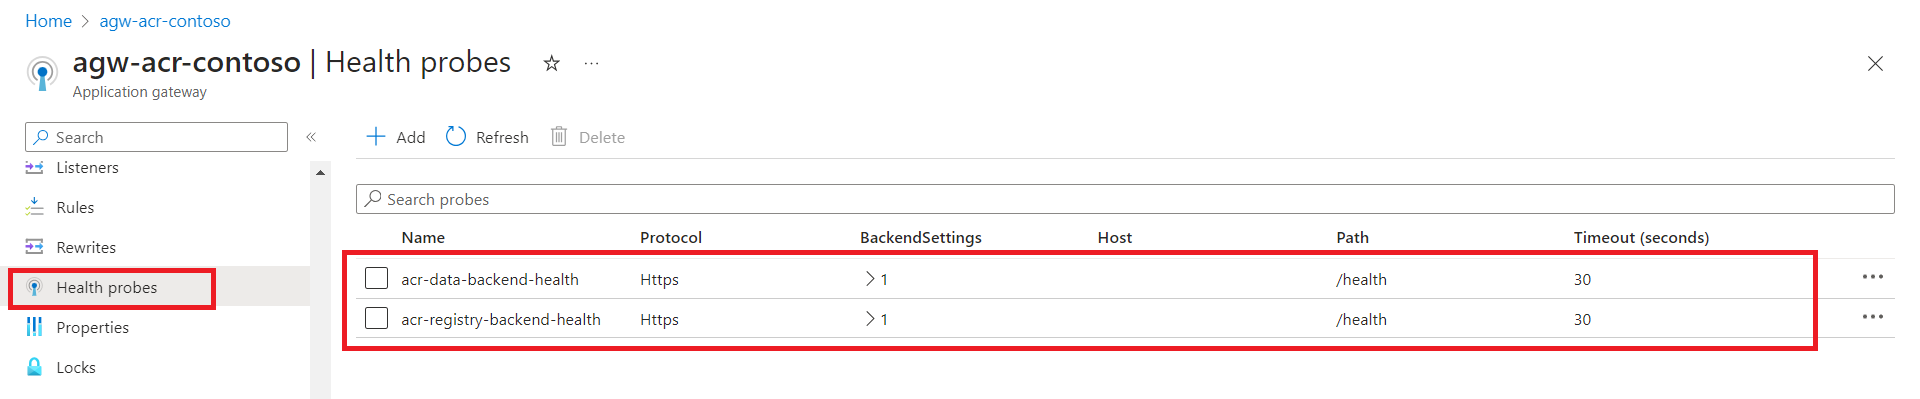 Home > agw-acr-contoso
agw-acr-contoso | Health probes
Application gateway
Search
Listeners
Rules
Rewrites
Health probes
Properties
Locks
Add Refresh Delete
Search probes
Name Protocol BackendSettings Host Path Timeout (seconds)
acr-data-backend-health Https > 1 /health 30
acr-registry-backend-health Https > 1 /health 30